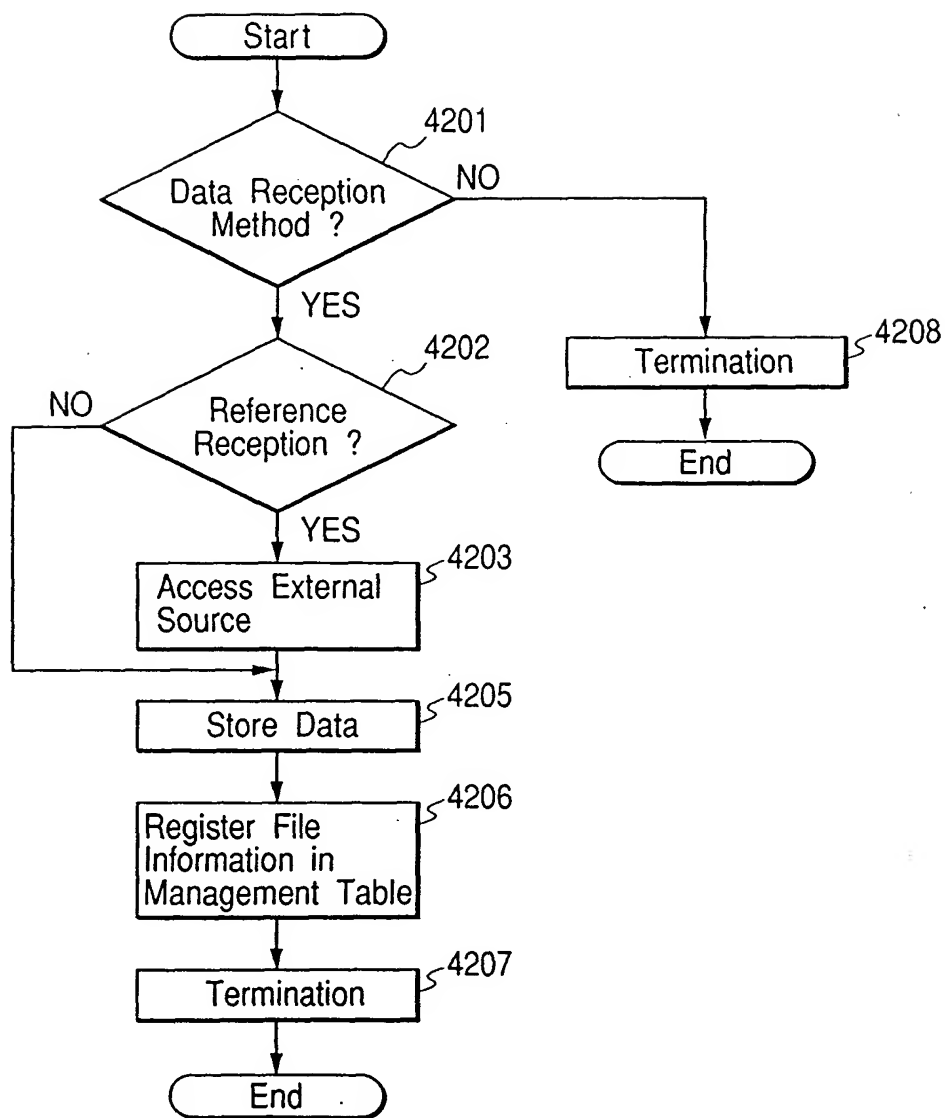 Start
4201
Data Reception
Method ?
NO
YES
4202
Reference
Reception ?
NO
YES
4208
Termination
End
4203
Access External
Source
4205
Store Data
4206
Register File
Information in
Management Table
4207
Termination
End